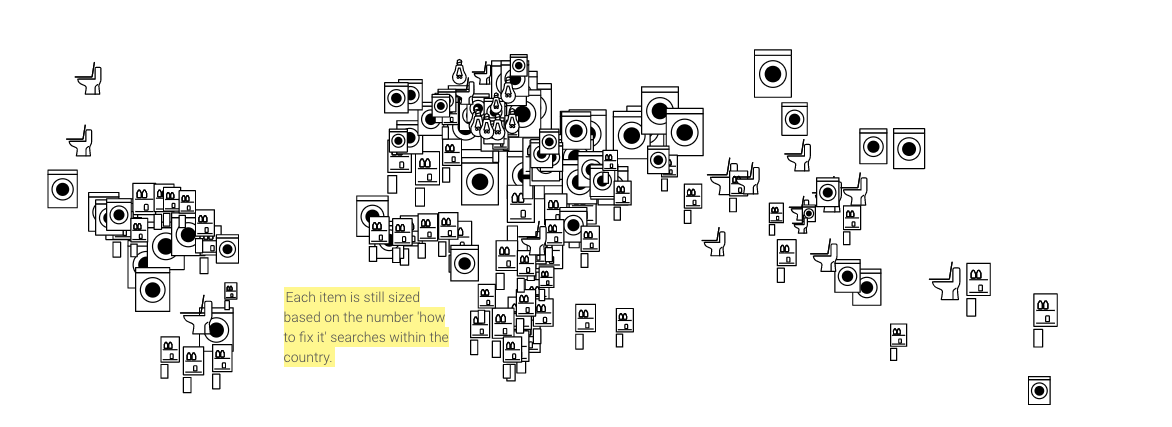 Each item is still sized
based on the number 'how
to fix it' searches within the
country.